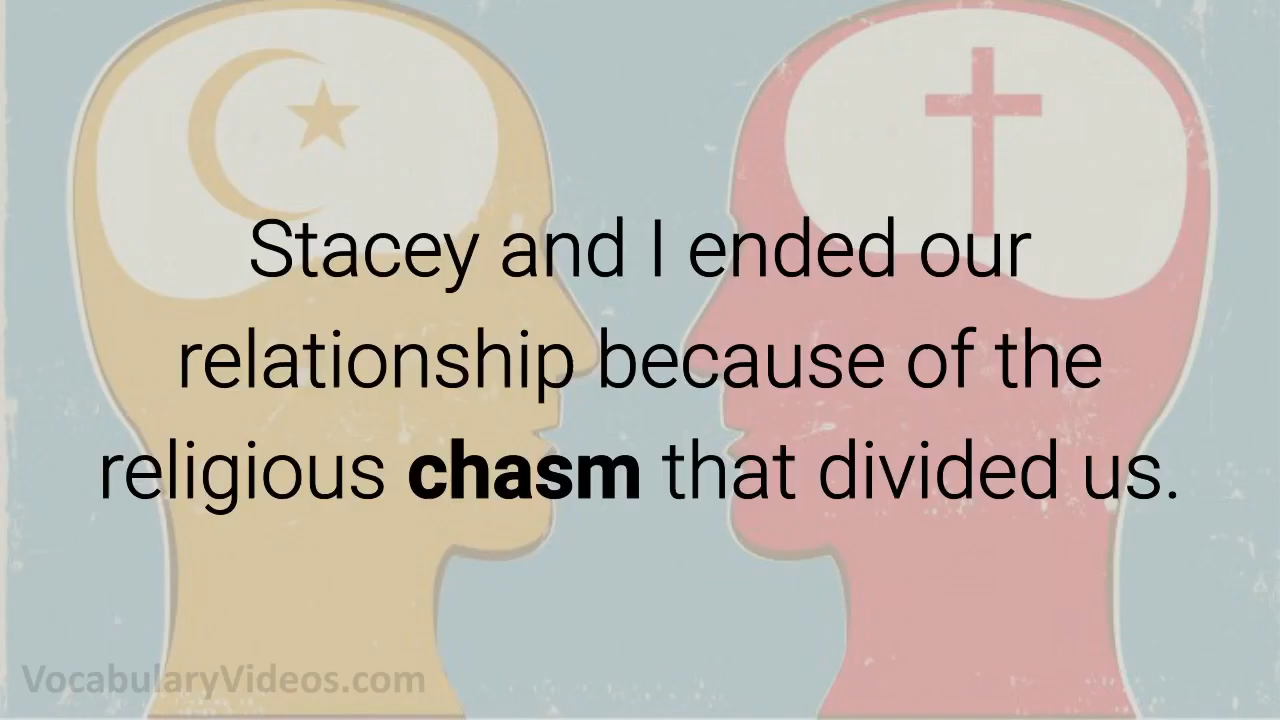 Stacey and I ended our
relationship because of the
religious chasm that divided us.
VocabularyVideos.com